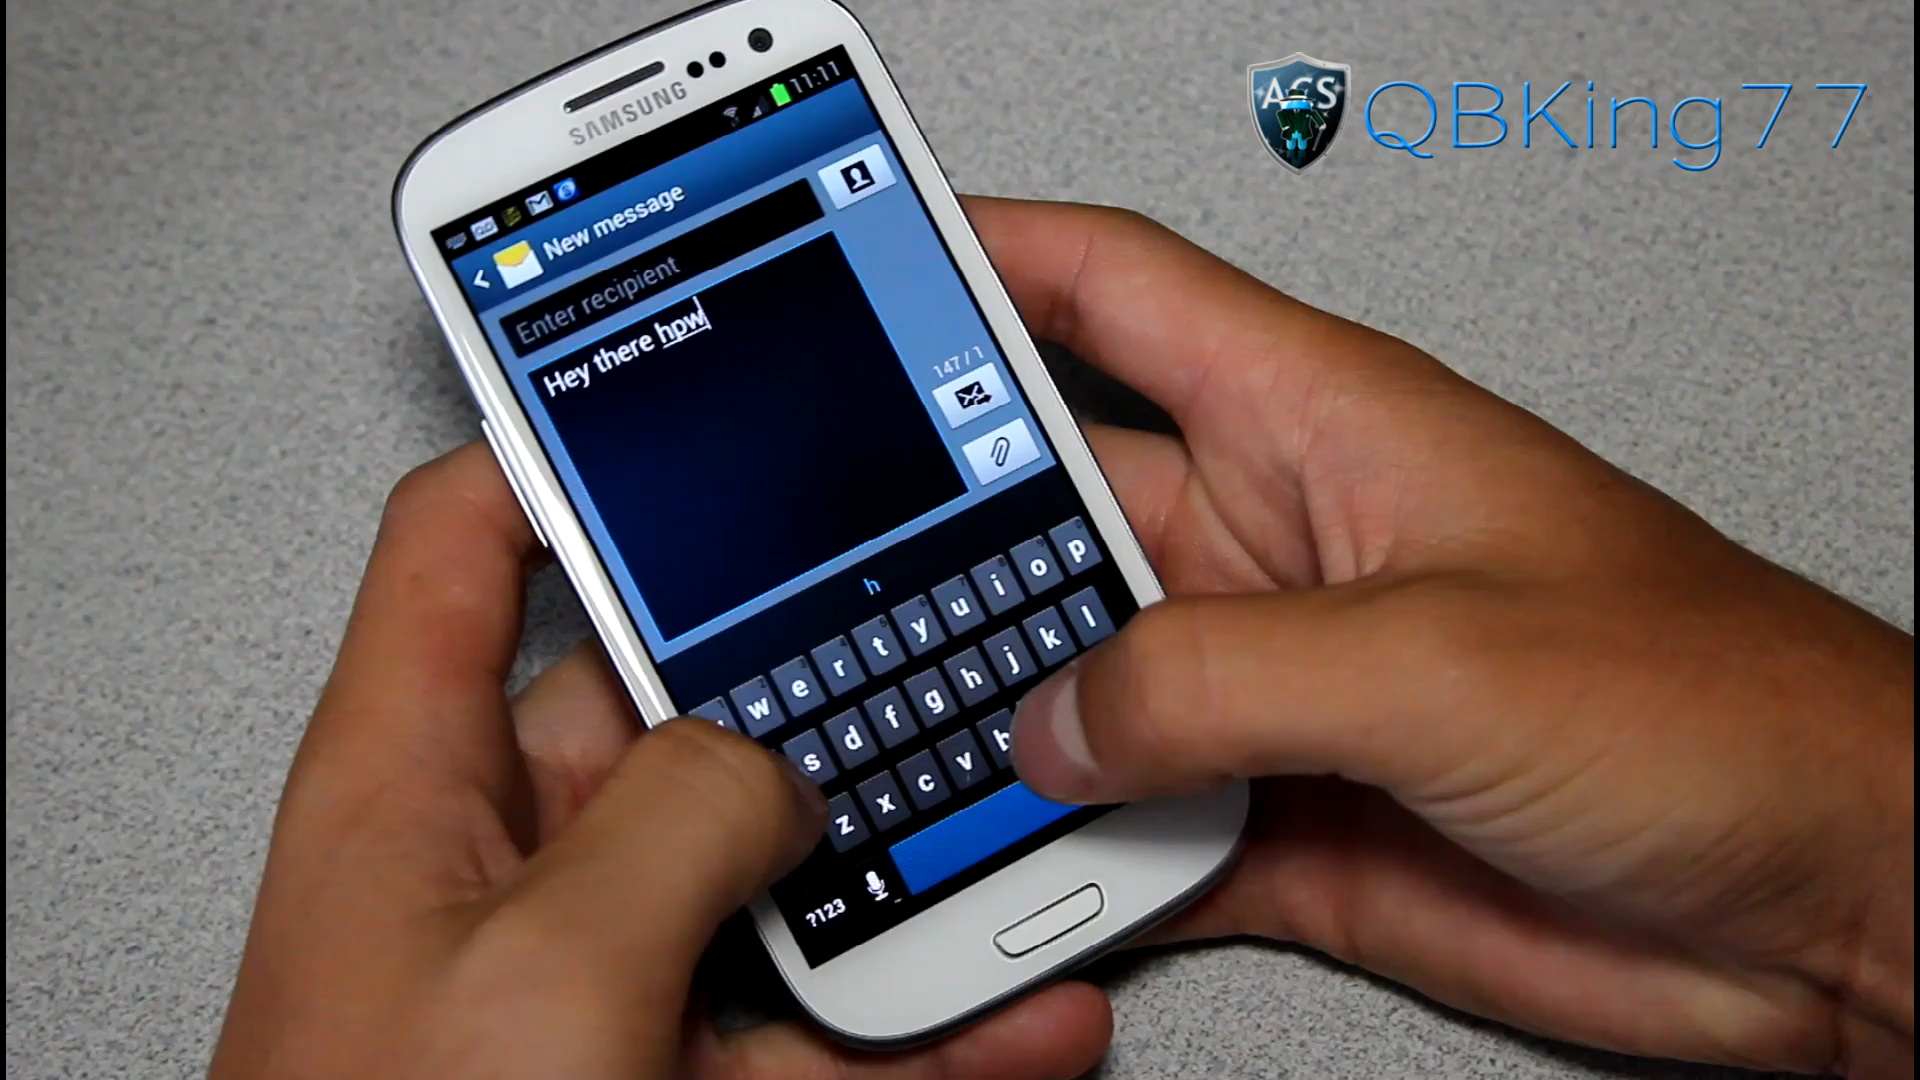 ACS QBKing77
SAMSUNG
11:11
New message
Enter recipient
Hey there hpw
147/1
h
w e r t y u i o p
s d f g h j k l
z x c v b
?123